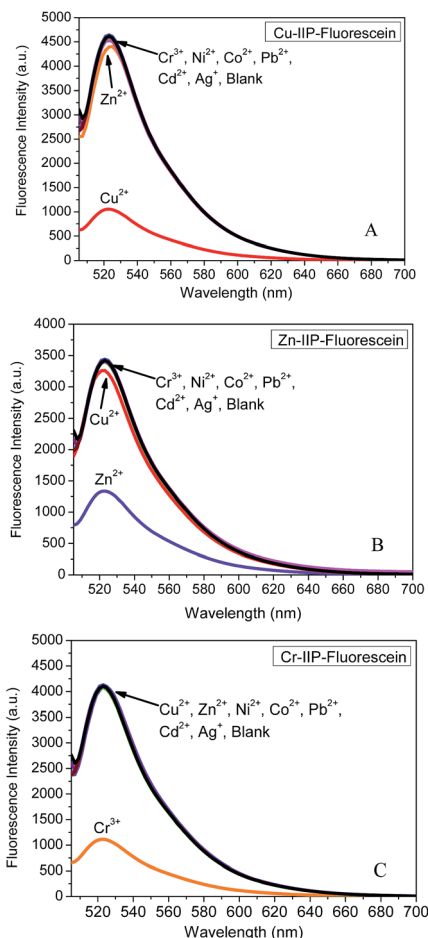 Cu-IIP-Fluorescein
Cr³⁺, Ni²⁺, Co²⁺, Pb²⁺,
Cd²⁺, Ag⁺, Blank
Zn²⁺
Cu²⁺
A
Fluorescence Intensity (a.u.)
5000
4500
4000
3500
3000
2500
2000
1500
1000
500
0
520 540 560 580 600 620 640 660 680 700
Wavelength (nm)
Zn-IIP-Fluorescein
Cr³⁺, Ni²⁺, Co²⁺, Pb²⁺,
Cd²⁺, Ag⁺, Blank
Cu²⁺
Zn²⁺
B
Fluorescence Intensity (a.u.)
4000
3500
3000
2500
2000
1500
1000
500
0
520 540 560 580 600 620 640 660 680 700
Wavelength (nm)
Cr-IIP-Fluorescein
Cu²⁺, Zn²⁺, Ni²⁺, Co²⁺, Pb²⁺,
Cd²⁺, Ag⁺, Blank
Cr³⁺
C
Fluorescence Intensity (a.u.)
5000
4500
4000
3500
3000
2500
2000
1500
1000
500
0
520 540 560 580 600 620 640 660 680 700
Wavelength (nm)